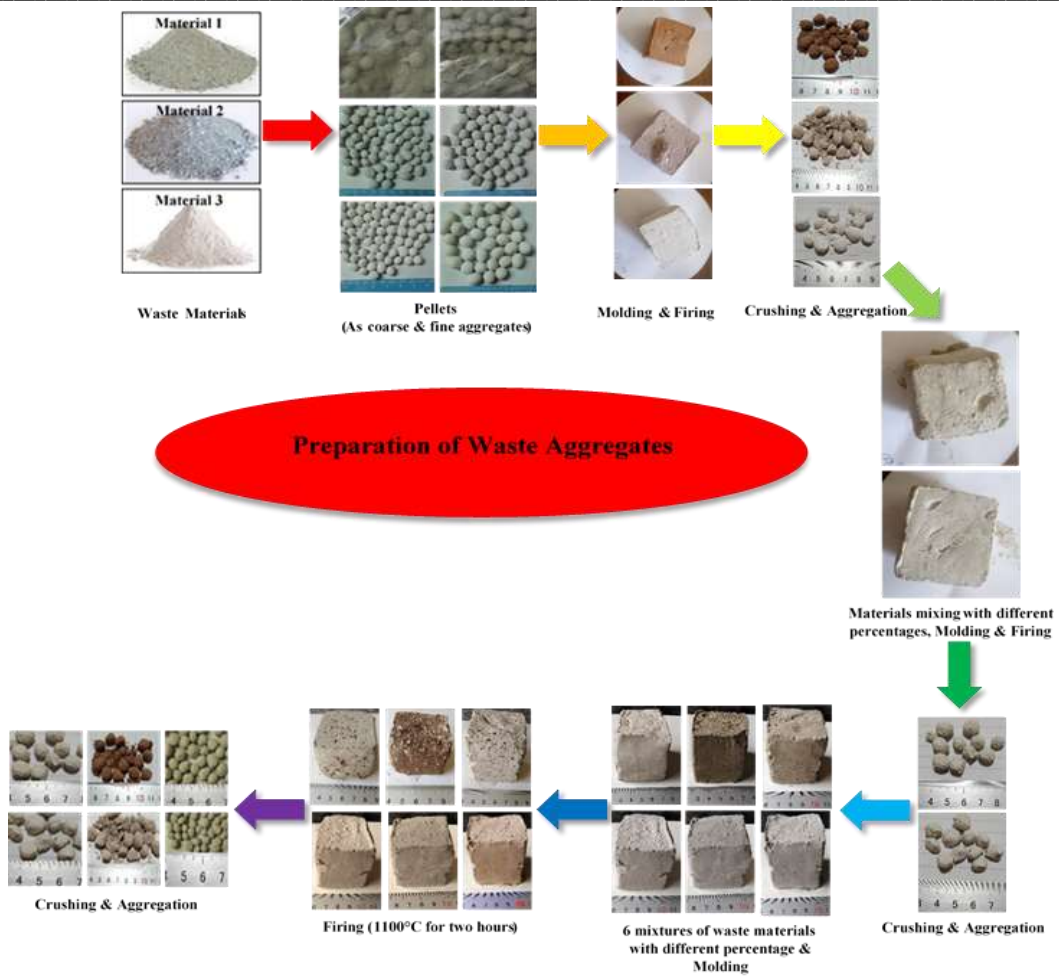 Material 1
Material 2
Material 3
Waste Materials
Pellets
(As coarse & fine aggregates)
Molding & Firing
Crushing & Aggregation
Preparation of Waste Aggregates
Materials mixing with different
percentages, Molding & Firing
Crushing & Aggregation
6 mixtures of waste materials
with different percentage &
Molding
Firing (1100°C for two hours)
Crushing & Aggregation